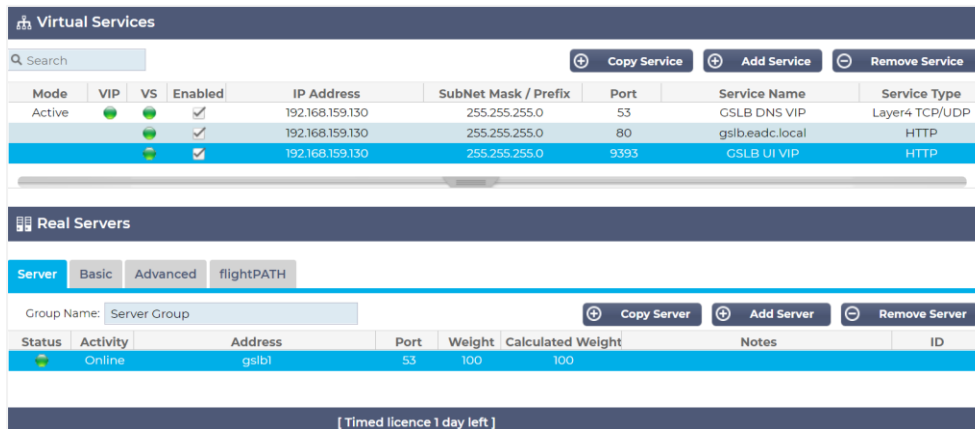 Virtual Services
Search Copy Service Add Service Remove Service
Mode VIP VS Enabled IP Address SubNet Mask / Prefix Port Service Name Service Type
Active 192.168.159.130 255.255.255.0 53 GSLB DNS VIP Layer4 TCP/UDP
192.168.159.130 255.255.255.0 80 gslb.eadc.local HTTP
192.168.159.130 255.255.255.0 9393 GSLB UI VIP HTTP
Real Servers
Server Basic Advanced flightPATH
Group Name: Server Group Copy Server Add Server Remove Server
Status Activity Address Port Weight Calculated Weight Notes ID
Online gslb1 53 100 100
[ Timed licence 1 day left ]